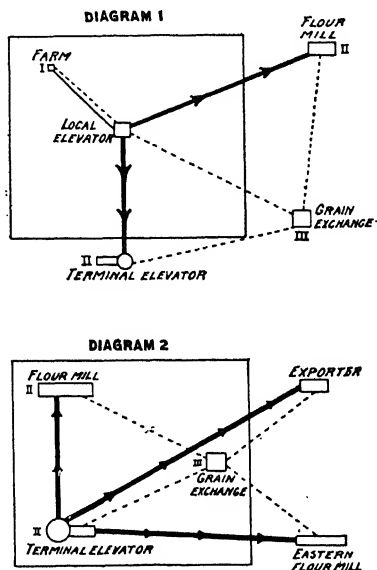 DIAGRAM 1
FLOUR
MILL
II
FARM
I
LOCAL
ELEVATOR
GRAIN
EXCHANGE
III
II
TERMINAL ELEVATOR
DIAGRAM 2
FLOUR MILL
II
EXPORTER
III
GRAIN
EXCHANGE
II
TERMINAL ELEVATOR
EASTERN
FLOUR MILL